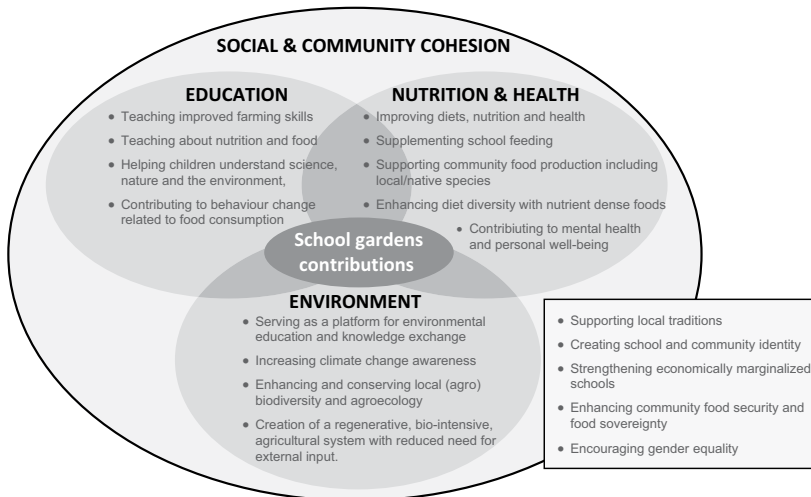 SOCIAL & COMMUNITY COHESION
EDUCATION
• Teaching improved farming skills
• Teaching about nutrition and food
• Helping children understand science,
nature and the environment,
• Contributing to behaviour change
related to food consumption
NUTRITION & HEALTH
• Improving diets, nutrition and health
• Supplementing school feeding
• Supporting community food production including
local/native species
• Enhancing diet diversity with nutrient dense foods
• Contribiuting to mental health
and personal well-being
School gardens
contributions
ENVIRONMENT
• Serving as a platform for environmental
education and knowledge exchange
• Increasing climate change awareness
• Enhancing and conserving local (agro)
biodiversity and agroecology
• Creation of a regenerative, bio-intensive,
agricultural system with reduced need for
external input.
• Supporting local traditions
• Creating school and community identity
• Strengthening economically marginalized
schools
• Enhancing community food security and
food sovereignty
• Encouraging gender equality